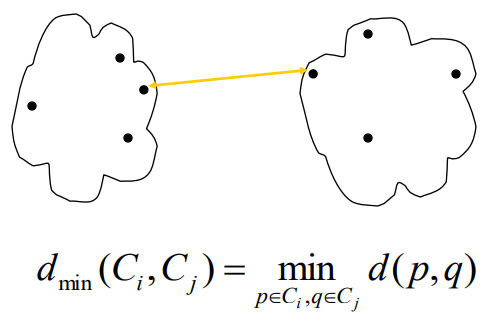 d_min (C_i, C_j) = min_{p∈C_i, q∈C_j} d(p, q)